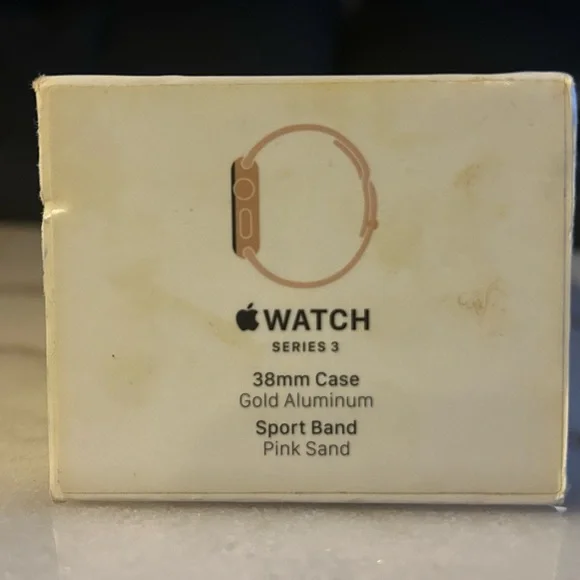 WATCH
SERIES 3
38mm Case
Gold Aluminum
Sport Band
Pink Sand